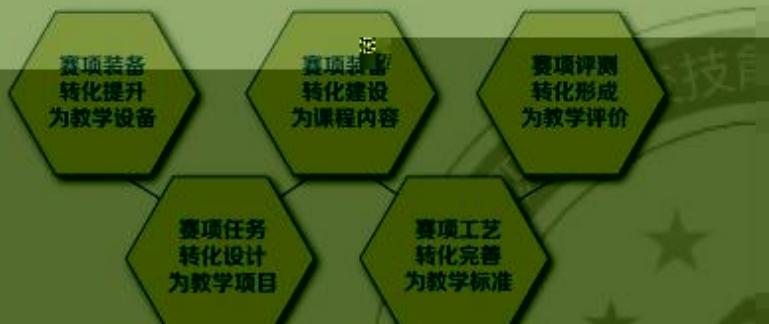 赛项装备
转化提升
为教学设备
赛项装
转化建设
为课程内容
赛项评测
转化形成
为教学评价
赛项任务
转化设计
为教学项目
赛项工艺
转化完善
为教学标准
技能